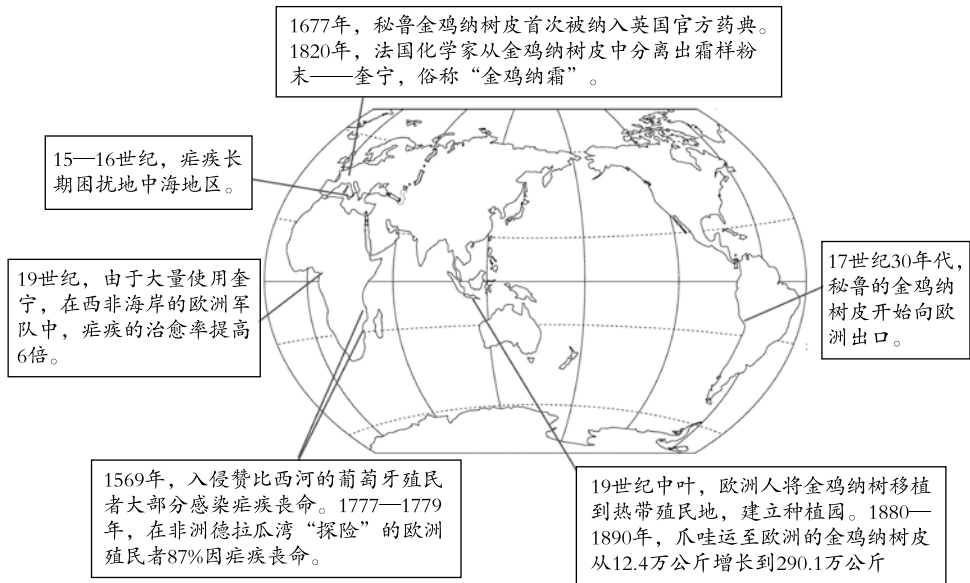 1677年，秘鲁金鸡纳树皮首次被纳入英国官方药典。
1820年，法国化学家从金鸡纳树皮中分离出霜样粉
末——奎宁，俗称“金鸡纳霜”。
15—16世纪，疟疾长
期困扰地中海地区。
19世纪，由于大量使用奎
宁，在西非海岸的欧洲军
队中，疟疾的治愈率提高
6倍。
17世纪30年代，
秘鲁的金鸡纳
树皮开始向欧
洲出口。
1569年，入侵赞比西河的葡萄牙殖民
者大部分感染疟疾丧命。1777—1779
年，在非洲德拉瓜湾“探险”的欧洲
殖民者87%因疟疾丧命。
19世纪中叶，欧洲人将金鸡纳树移植
到热带殖民地，建立种植园。1880—
1890年，爪哇运至欧洲的金鸡纳树皮
从12.4万公斤增长到290.1万公斤